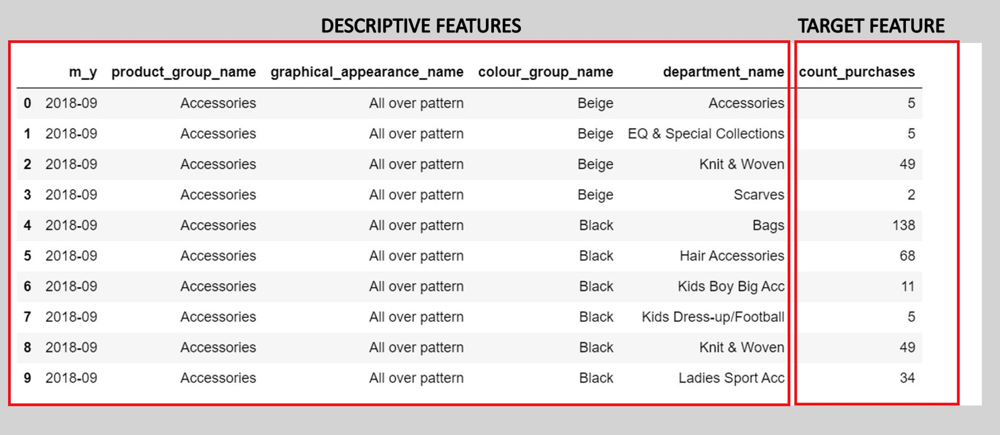 DESCRIPTIVE FEATURES TARGET FEATURE
m_y product_group_name graphical_appearance_name colour_group_name department_name count_purchases
0 2018-09 Accessories All over pattern Beige Accessories 5
1 2018-09 Accessories All over pattern Beige EQ & Special Collections 5
2 2018-09 Accessories All over pattern Beige Knit & Woven 49
3 2018-09 Accessories All over pattern Beige Scarves 2
4 2018-09 Accessories All over pattern Black Bags 138
5 2018-09 Accessories All over pattern Black Hair Accessories 68
6 2018-09 Accessories All over pattern Black Kids Boy Big Acc 11
7 2018-09 Accessories All over pattern Black Kids Dress-up/Football 5
8 2018-09 Accessories All over pattern Black Knit & Woven 49
9 2018-09 Accessories All over pattern Black Ladies Sport Acc 34